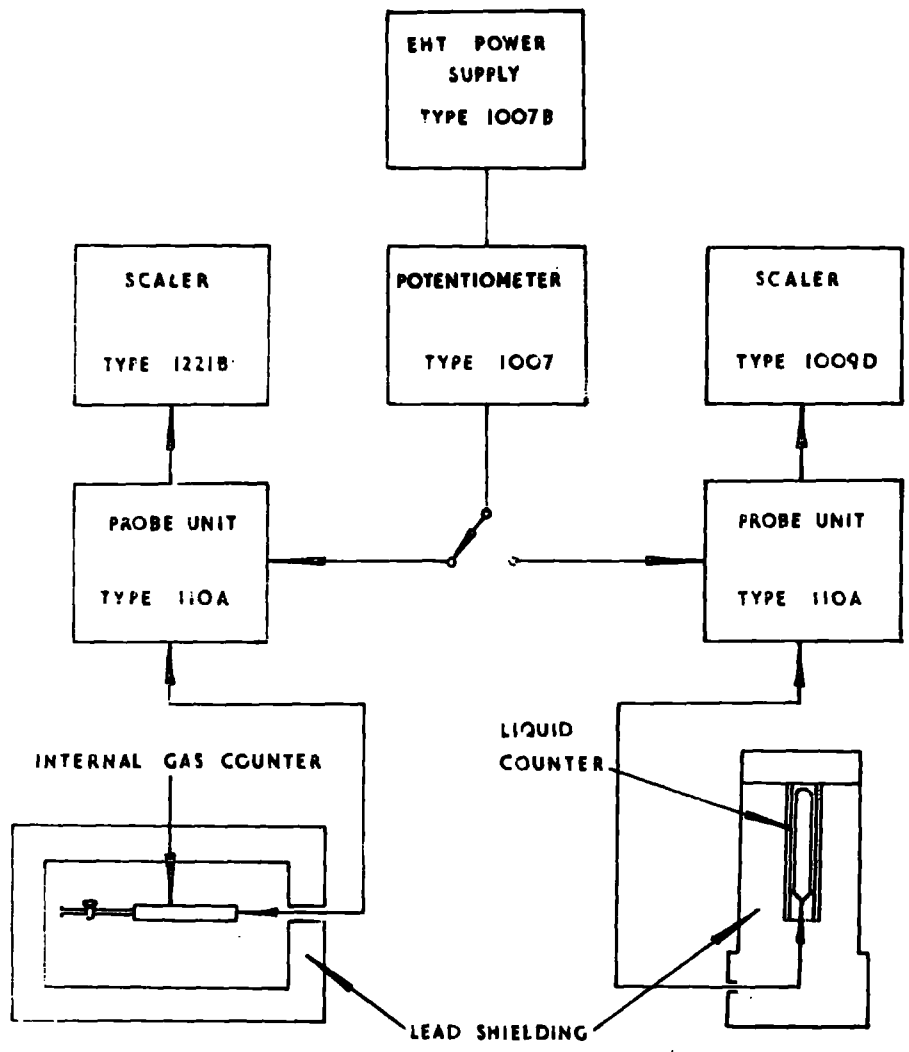 EHT POWER
SUPPLY
TYPE 1007B
SCALER
TYPE 1221B
POTENTIOMETER
TYPE 1007
SCALER
TYPE 1009D
PROBE UNIT
TYPE 110A
PROBE UNIT
TYPE 110A
INTERNAL GAS COUNTER
LIQUID
COUNTER
LEAD SHIELDING